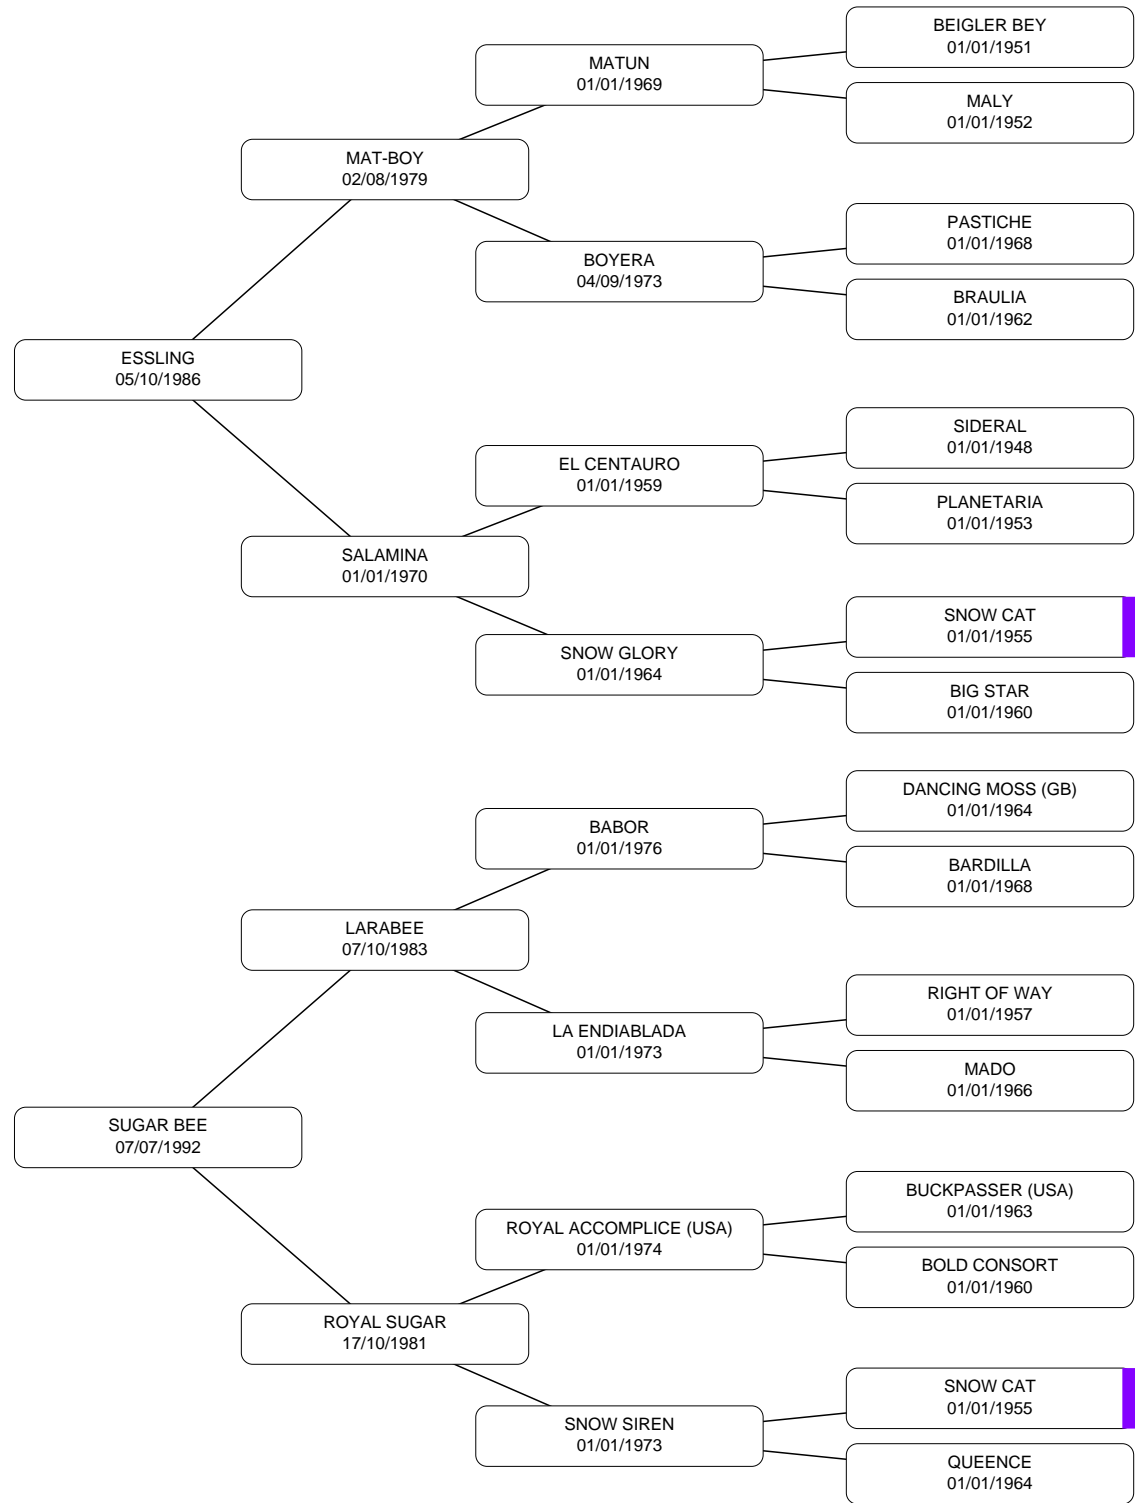 BEIGLER BEY
01/01/1951
MATUN
01/01/1969
MALY
01/01/1952
MAT-BOY
02/08/1979
PASTICHE
01/01/1968
BOYERA
04/09/1973
BRAULIA
01/01/1962
ESSLING
05/10/1986
SIDERAL
01/01/1948
EL CENTAURO
01/01/1959
PLANETARIA
01/01/1953
SALAMINA
01/01/1970
SNOW CAT
01/01/1955
SNOW GLORY
01/01/1964
BIG STAR
01/01/1960
DANCING MOSS (GB)
01/01/1964
BABOR
01/01/1976
BARDILLA
01/01/1968
LARABEE
07/10/1983
RIGHT OF WAY
01/01/1957
LA ENDIABLADA
01/01/1973
MADO
01/01/1966
SUGAR BEE
07/07/1992
BUCKPASSER (USA)
01/01/1963
ROYAL ACCOMPLICE (USA)
01/01/1974
BOLD CONSORT
01/01/1960
ROYAL SUGAR
17/10/1981
SNOW CAT
01/01/1955
SNOW SIREN
01/01/1973
QUEENCE
01/01/1964